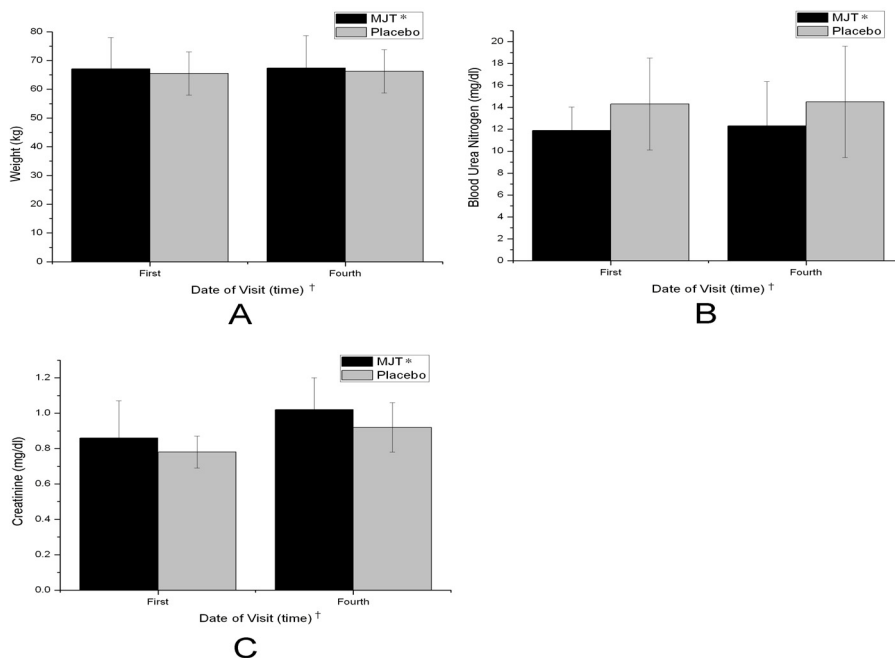 MJT *
Placebo
80
70
60
50
40
30
20
10
0
Weight (kg)
First
Fourth
Date of Visit (time) †
A
MJT *
Placebo
20
18
16
14
12
10
8
6
4
2
0
Blood Urea Nitrogen (mg/dl)
First
Fourth
Date of Visit (time) †
B
MJT *
Placebo
1.2
1.0
0.8
0.6
0.4
0.2
0.0
Creatinine (mg/dl)
First
Fourth
Date of Visit (time) †
C